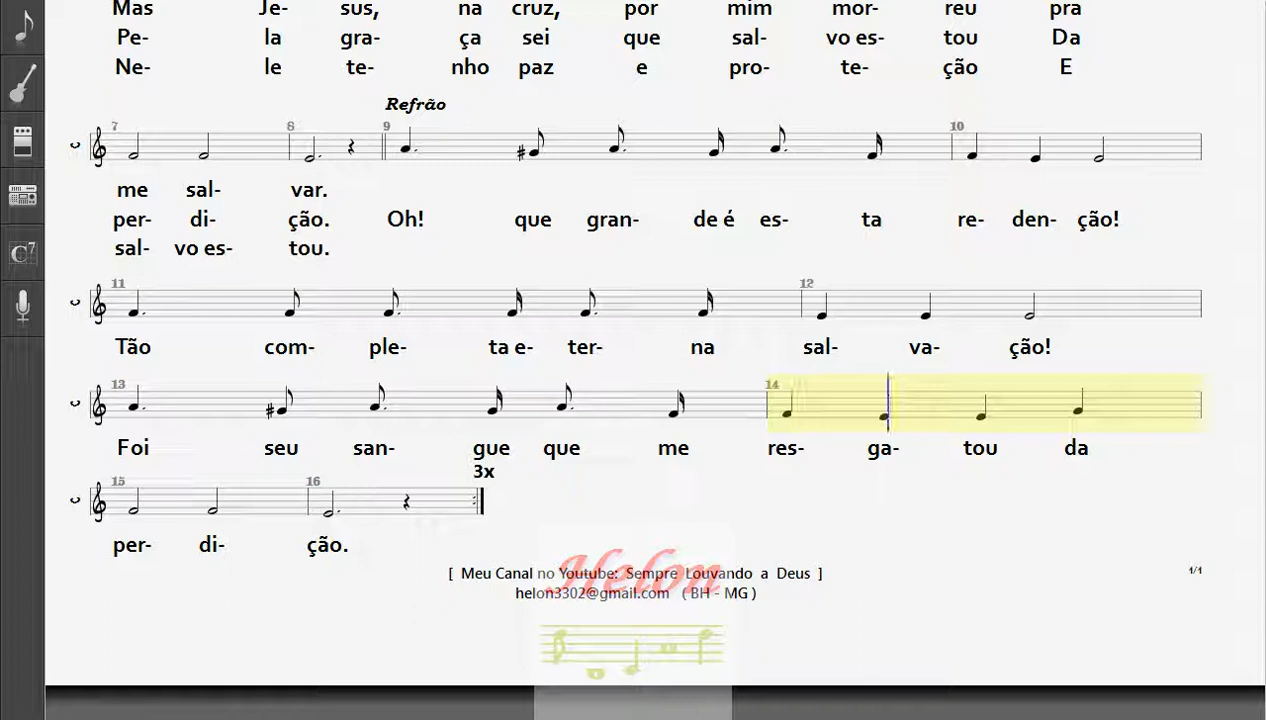 Mas Je- sus, na cruz, por mim mor- reu pra
Pe- la gra- ça sei que sal- vo es- tou Da
Ne- le te- nho paz e pro- te- ção E
Refrão
7 8 9 10
me sal- var.
per- di- ção. Oh! que gran- de é es- ta re- den- ção!
sal- vo es- tou.
C7
11 12
Tão com- ple- ta e- ter- na sal- va- ção!
13 14
Foi seu san- gue que me res- ga- tou da
3x
15 16
per- di- ção.
[ Meu Canal no Youtube: Sempre Louvando a Deus ]
1/1
Helon
helon3302@gmail.com ( BH - MG )